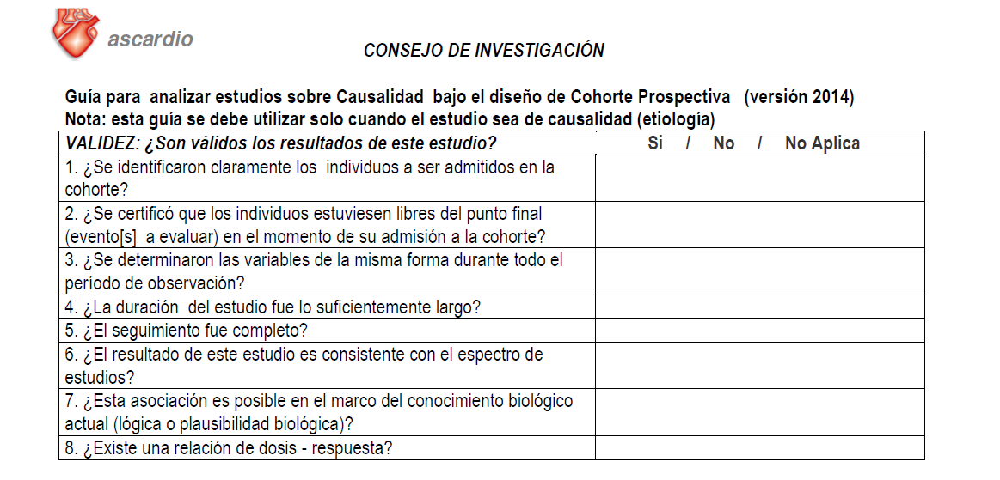 ascardio
CONSEJO DE INVESTIGACIÓN
Guía para analizar estudios sobre Causalidad bajo el diseño de Cohorte Prospectiva (versión 2014)
Nota: esta guía se debe utilizar solo cuando el estudio sea de causalidad (etiología)
VALIDEZ: ¿Son válidos los resultados de este estudio? Si / No / No Aplica
1. ¿Se identificaron claramente los individuos a ser admitidos en la
cohorte?
2. ¿Se certificó que los individuos estuviesen libres del punto final
(evento[s] a evaluar) en el momento de su admisión a la cohorte?
3. ¿Se determinaron las variables de la misma forma durante todo el
período de observación?
4. ¿La duración del estudio fue lo suficientemente largo?
5. ¿El seguimiento fue completo?
6. ¿El resultado de este estudio es consistente con el espectro de
estudios?
7. ¿Esta asociación es posible en el marco del conocimiento biológico
actual (lógica o plausibilidad biológica)?
8. ¿Existe una relación de dosis - respuesta?